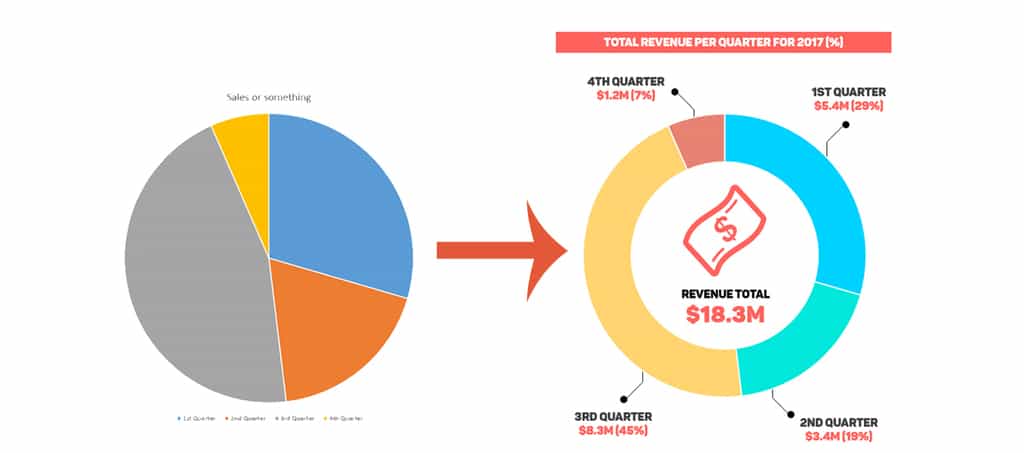 Sales or something
1st Quarter 2nd Quarter 3rd Quarter 4th Quarter
TOTAL REVENUE PER QUARTER FOR 2017 (%)
4TH QUARTER
$1.2M (7%)
1ST QUARTER
$5.4M (29%)
$
REVENUE TOTAL
$18.3M
3RD QUARTER
$8.3M (45%)
2ND QUARTER
$3.4M (19%)